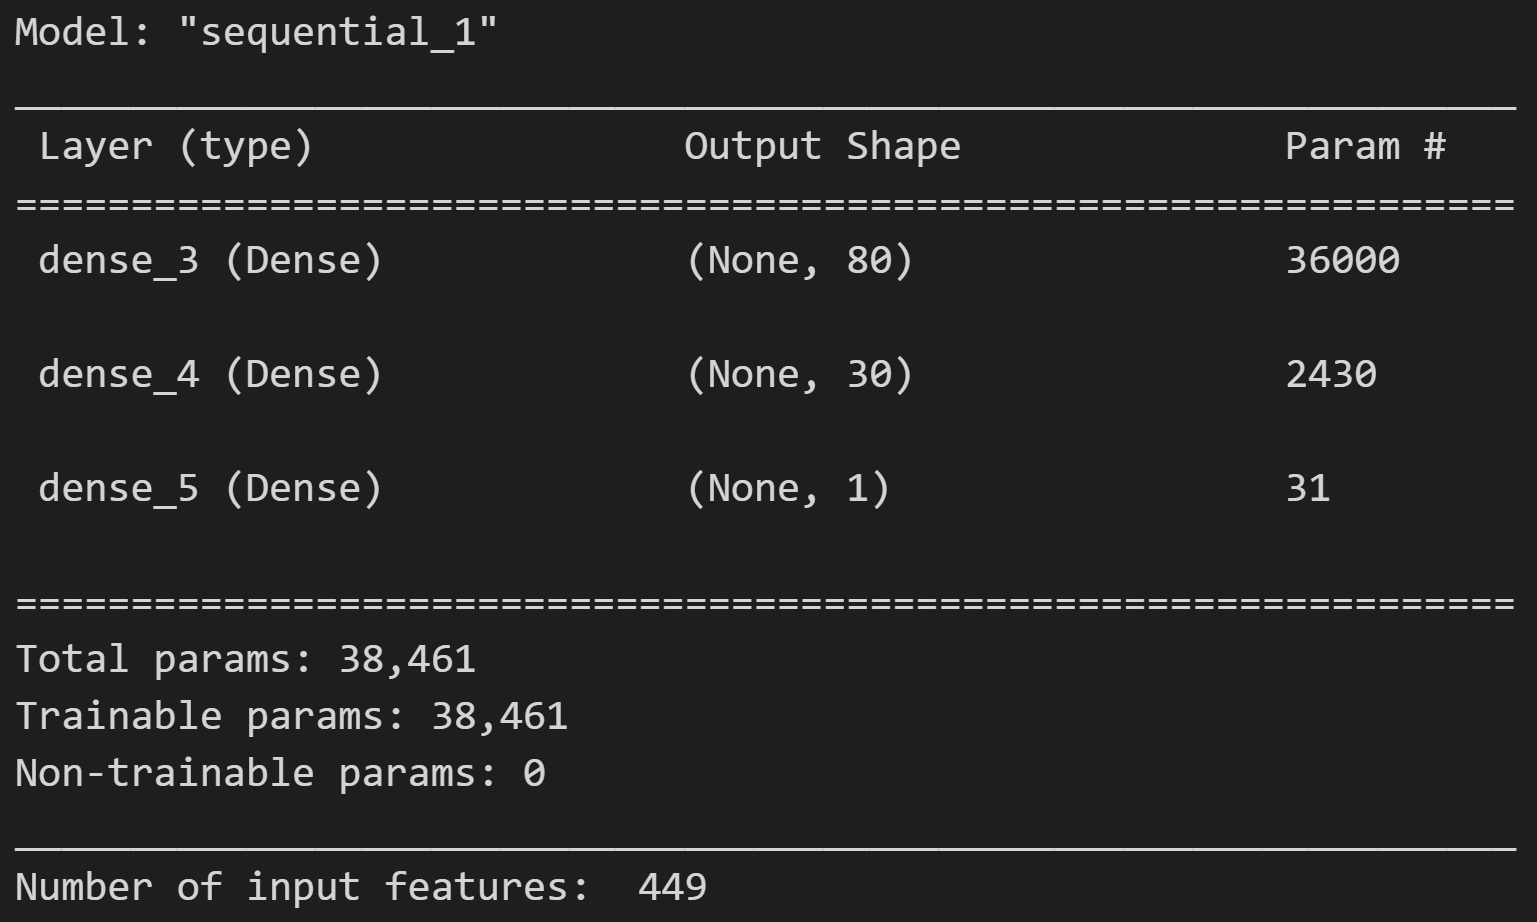 Model: "sequential_1"
_________________________________________________________________
Layer (type) Output Shape Param #
=================================================================
dense_3 (Dense) (None, 80) 36000
dense_4 (Dense) (None, 30) 2430
dense_5 (Dense) (None, 1) 31
=================================================================
Total params: 38,461
Trainable params: 38,461
Non-trainable params: 0
_________________________________________________________________
Number of input features: 449